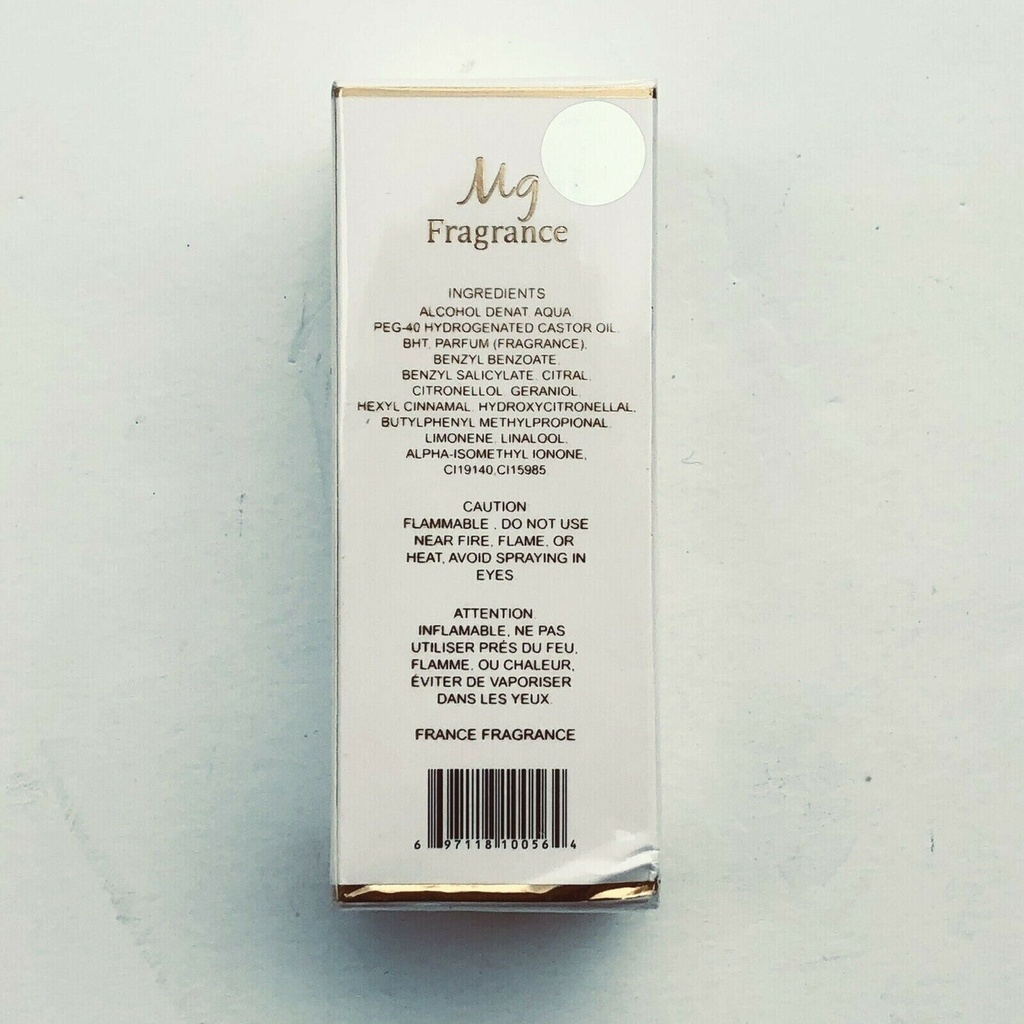 Mg
Fragrance
INGREDIENTS
ALCOHOL DENAT, AQUA,
PEG-40 HYDROGENATED CASTOR OIL,
BHT, PARFUM (FRAGRANCE),
BENZYL BENZOATE,
BENZYL SALICYLATE, CITRAL,
CITRONELLOL, GERANIOL,
HEXYL CINNAMAL, HYDROXYCITRONELLAL,
BUTYLPHENYL METHYLPROPIONAL,
LIMONENE, LINALOOL,
ALPHA-ISOMETHYL IONONE,
CI19140,CI15985
CAUTION
FLAMMABLE . DO NOT USE
NEAR FIRE, FLAME, OR
HEAT, AVOID SPRAYING IN
EYES
ATTENTION
INFLAMABLE, NE PAS
UTILISER PRÉS DU FEU,
FLAMME, OU CHALEUR,
ÉVITER DE VAPORISER
DANS LES YEUX.
FRANCE FRAGRANCE
6 97118 10056 4